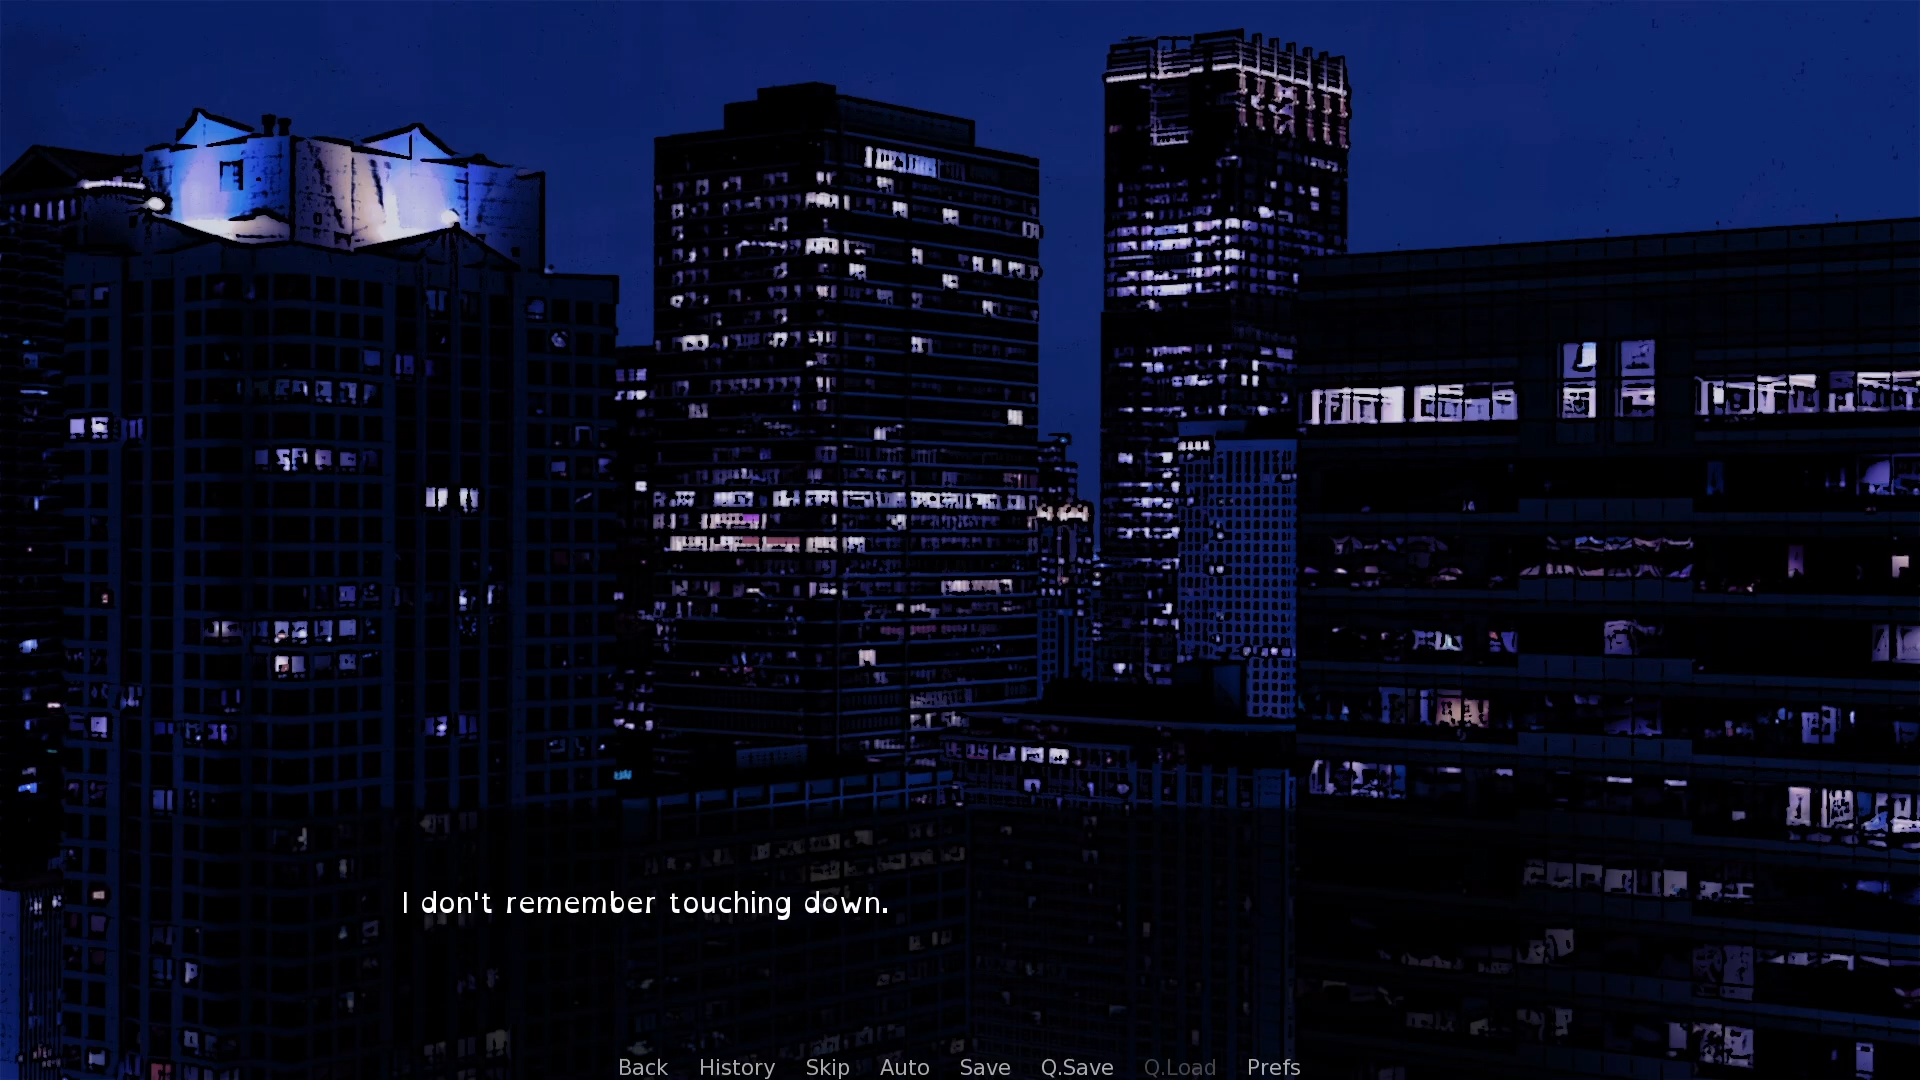 I don't remember touching down.
Back History Skip Auto Save Q.Save Q.Load Prefs